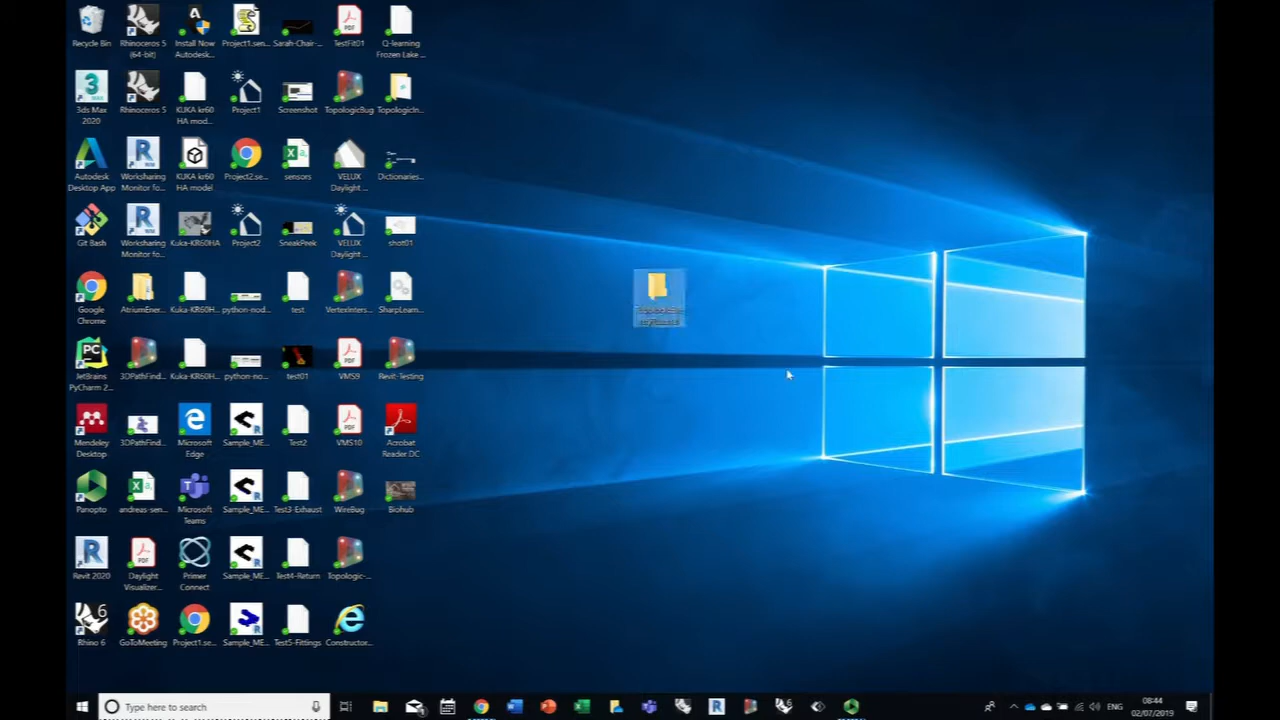 Recycle Bin
Rhinoceros 5
(64-bit)
Install Now
Autodesk...
Project1.sen...
Sarah-Chair-...
TestFit01
Q-learning
Frozen Lake ...
3ds Max
2020
Rhinoceros 5
KUKA kr60
HA mod...
Project1
Screenshot
TopologicBug
TopologicIn...
Autodesk
Desktop App
Worksharing
Monitor fo...
KUKA kr60
HA model
Project2.se...
sensors
VELUX
Daylight ...
Dictionaries...
Git Bash
Worksharing
Monitor fo...
Kuka-KR60HA
Project2
SneakPeek
VELUX
Daylight ...
shot01
Google
Chrome
AtriumEner...
Kuka-KR60H...
python-nod...
test
VertexInters...
SharpLearn...
JetBrains
PyCharm 2...
3DPathFind...
Kuka-KR60H...
python-no...
test01
VMS9
Revit-Testing
Mendeley
Desktop
3DPathFind...
Microsoft
Edge
Sample_ME...
Test2
VMS10
Acrobat
Reader DC
Panopto
andreas-sen...
Microsoft
Teams
Sample_ME...
Test3-Exhaust
WireBug
Biohub
Revit 2020
Daylight
Visualizer...
Primer
Connect
Sample_ME...
Test4-Return
Topologic-...
Rhino 6
GoToMeeting
Project1.se...
Sample_ME...
Test5-Fittings
Constructor...
Type here to search
ENG
08:44
02/07/2019